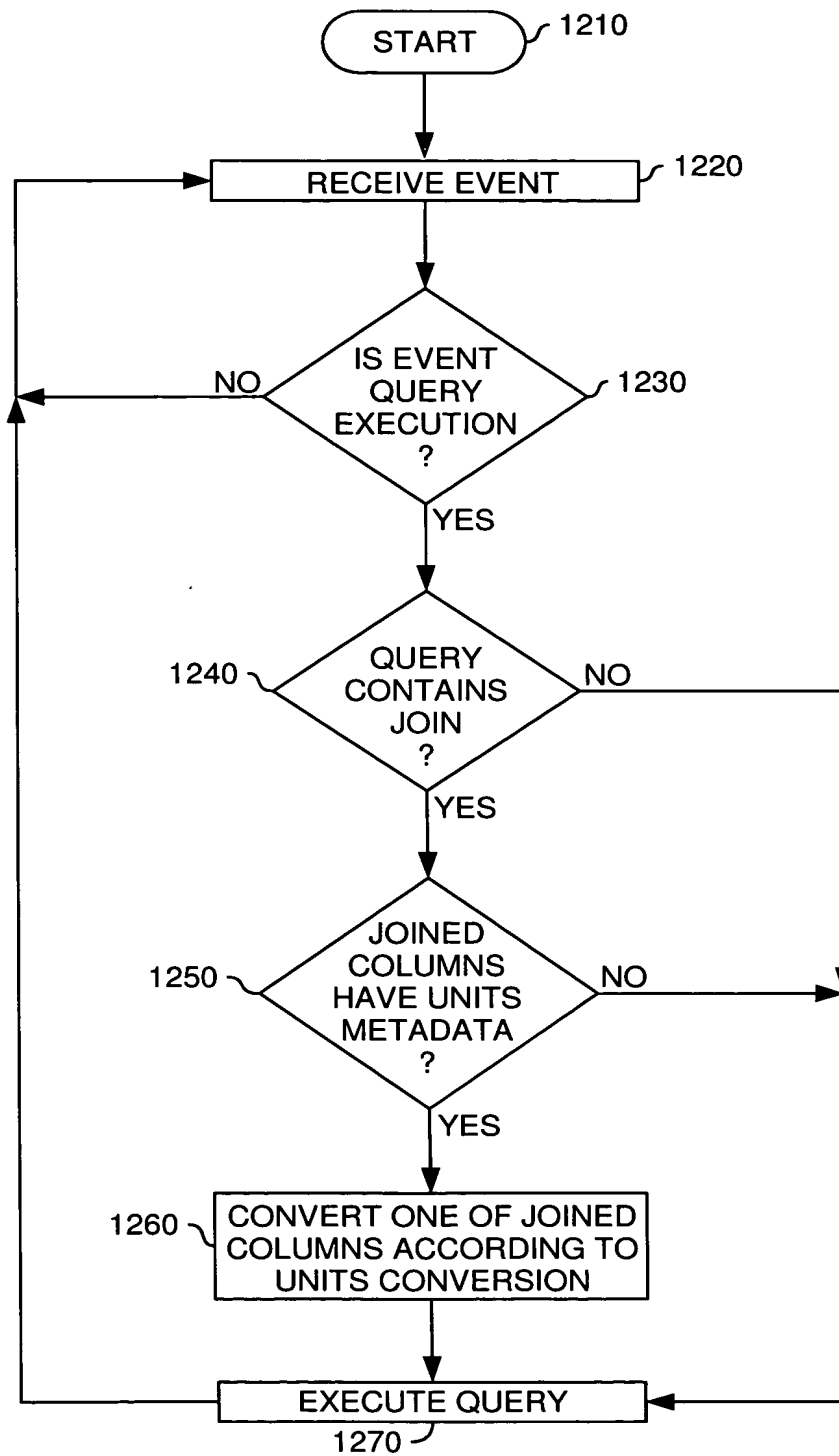 START
1210
RECEIVE EVENT
1220
IS EVENT
QUERY
EXECUTION
?
1230
NO
YES
1240
QUERY
CONTAINS
JOIN
?
NO
YES
1250
JOINED
COLUMNS
HAVE UNITS
METADATA
?
NO
YES
1260
CONVERT ONE OF JOINED
COLUMNS ACCORDING TO
UNITS CONVERSION
EXECUTE QUERY
1270